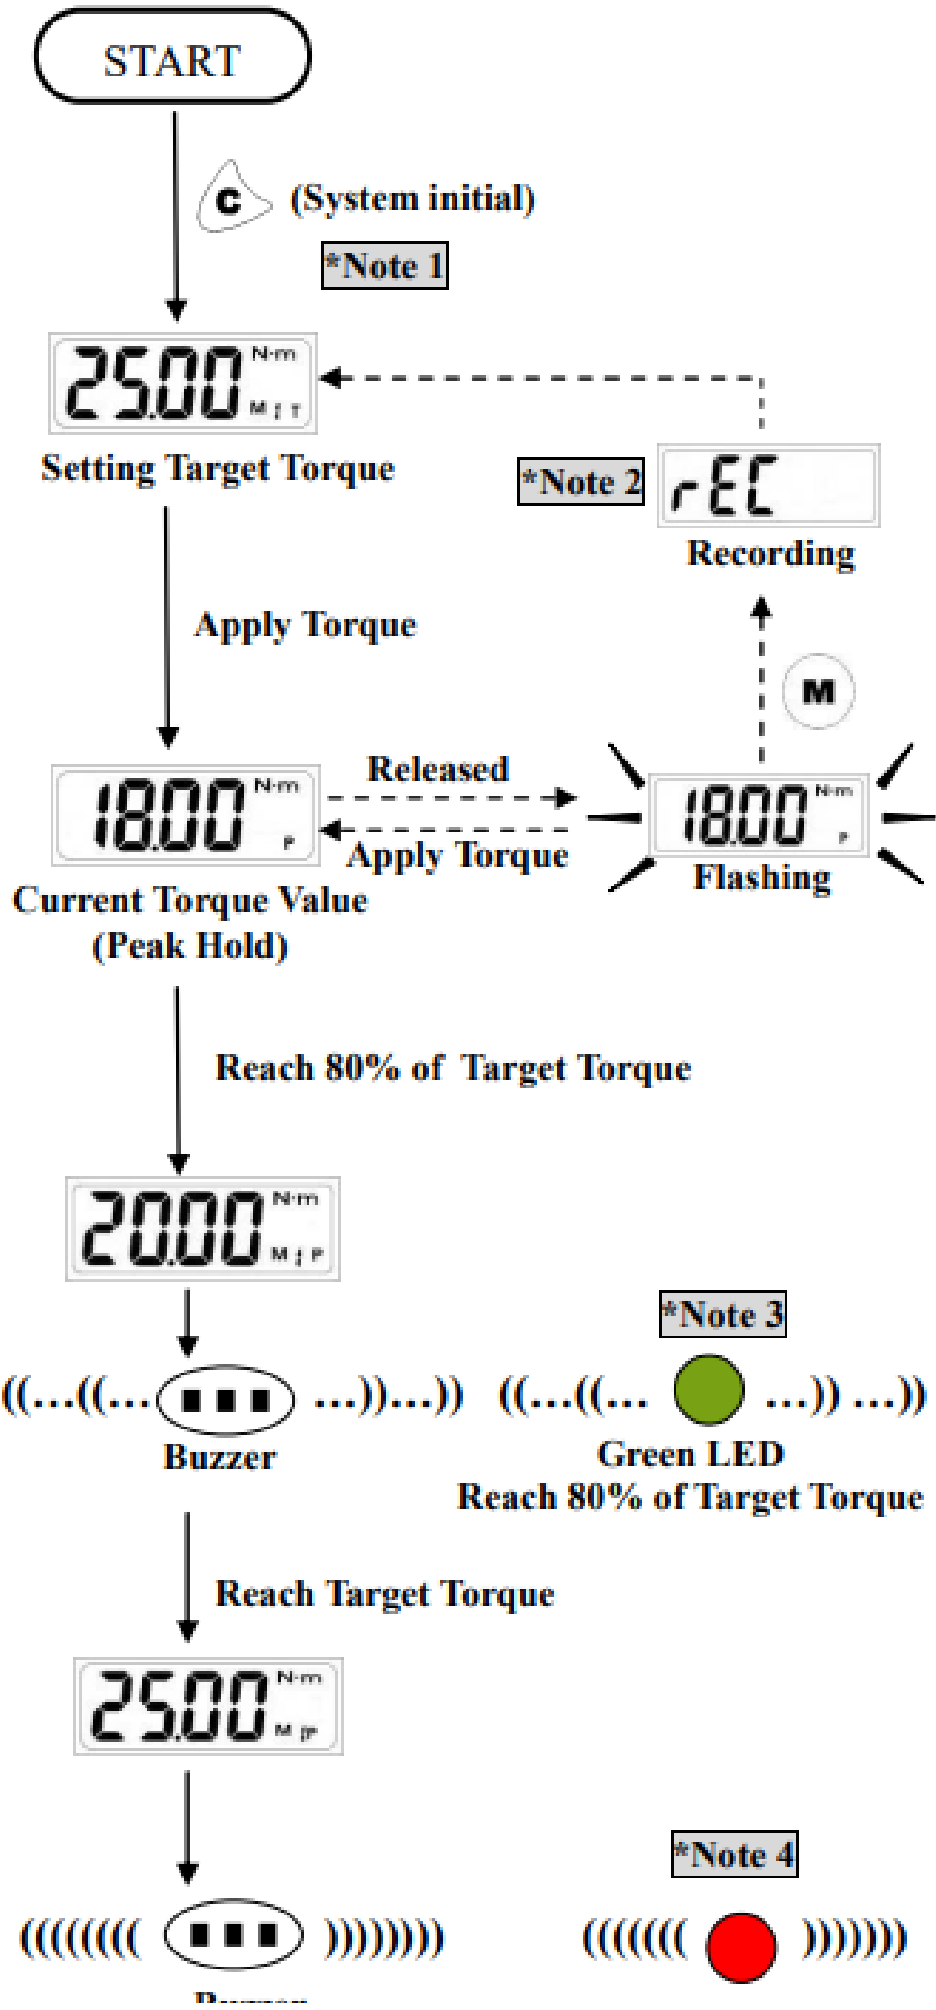 START
C (System initial)
*Note 1
25.00 N·m
M T
Setting Target Torque
*Note 2 rEC
Recording
Apply Torque
M
Released
18.00 N·m
P
18.00 N·m
P
Apply Torque
Flashing
Current Torque Value
(Peak Hold)
Reach 80% of Target Torque
20.00 N·m
M P
*Note 3
((...((... ...))...)) ((...((... ...)) ...))
Buzzer
Green LED
Reach 80% of Target Torque
Reach Target Torque
25.00 N·m
M P
*Note 4
(((((((( )))))))) ((((((( )))))))
Buzzer